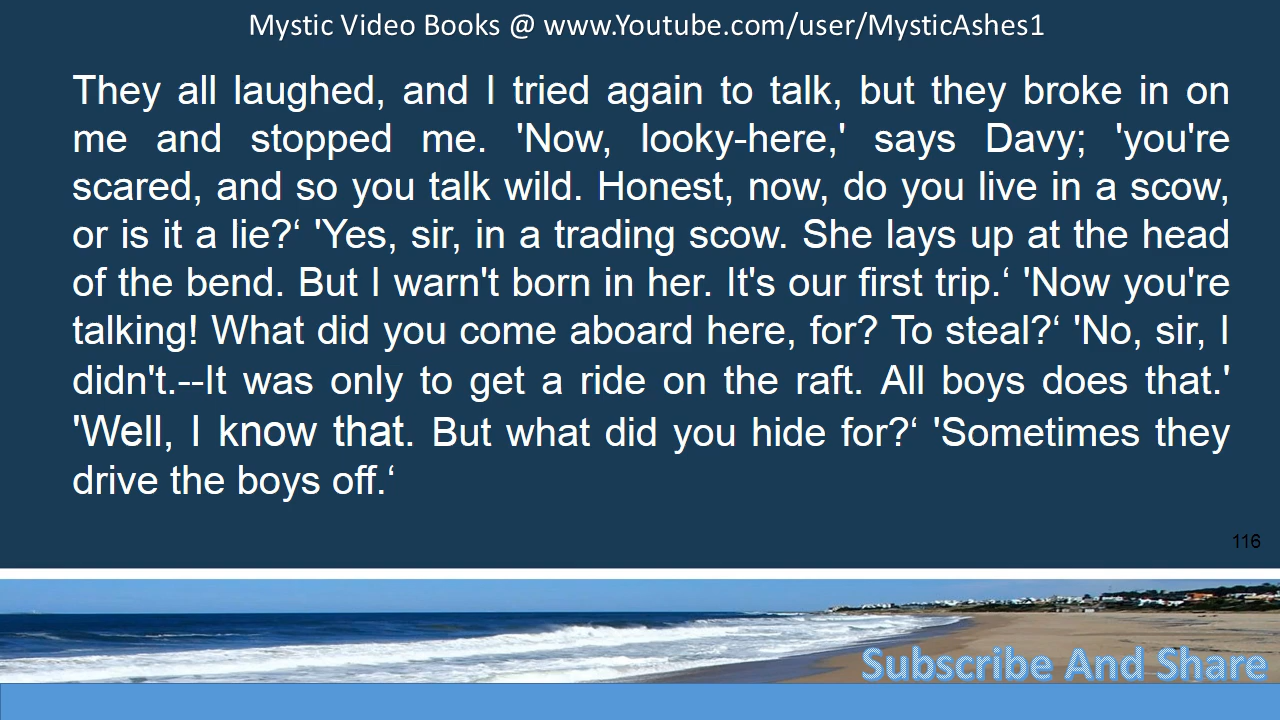 Mystic Video Books @ www.Youtube.com/user/MysticAshes1
They all laughed, and I tried again to talk, but they broke in on
me and stopped me. 'Now, looky-here,' says Davy; 'you're
scared, and so you talk wild. Honest, now, do you live in a scow,
or is it a lie?‘ 'Yes, sir, in a trading scow. She lays up at the head
of the bend. But I warn't born in her. It's our first trip.‘ 'Now you're
talking! What did you come aboard here, for? To steal?‘ 'No, sir, I
didn't.--It was only to get a ride on the raft. All boys does that.'
'Well, I know that. But what did you hide for?‘ 'Sometimes they
drive the boys off.‘
116
Subscribe And Share